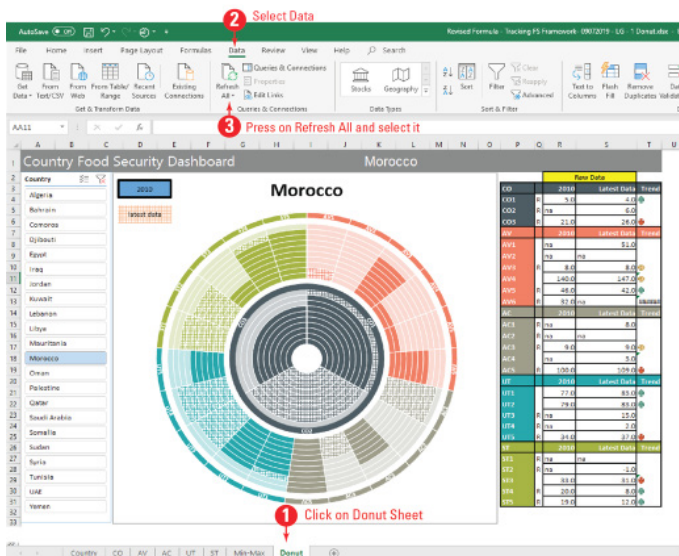 2 Select Data
AutoSave Off
Revised Formula - Tracking FS Framework- 09072019 - LG - 1 Donut.xlsx
File Home Insert Page Layout Formulas Data Review View Help Search
Get Data From Text/CSV From Web From Table/ Range Recent Sources Existing Connections Refresh All Queries & Connections Properties Edit Links Stocks Geography Sort Filter Clear Reapply Advanced Text to Columns Flash Fill Remove Duplicates
Get & Transform Data Queries & Connections Data Types Sort & Filter
3 Press on Refresh All and select it
AA11 fx
A B C D E F G H I J K L M N O P Q R S T U
Country Food Security Dashboard Morocco
Country
Algeria
Bahrain
Comoros
Djibouti
Egypt
Iraq
Jordan
Kuwait
Lebanon
Libya
Mauritania
Morocco
Oman
Palestine
Qatar
Saudi Arabia
Somalia
Sudan
Syria
Tunisia
UAE
Yemen
2010
latest data
Morocco
Raw Data
CO 2010 Latest Data Trend
CO1 R 5.0 4.0
CO2 R na 6.0
CO3 R 21.0 26.0
AV 2010 Latest Data Trend
AV1 na 51.0
AV2 na na
AV3 R 8.0 8.0
AV4 140.0 147.0
AV5 R 46.0 42.0
AV6 R 32.0 na
AC 2010 Latest Data Trend
AC1 R na 8.0
AC2 R na na
AC3 R 9.0 9.0
AC4 na 5.0
AC5 R 100.0 109.0
UT 2010 Latest Data Trend
UT1 77.0 83.0
UT2 79.0 83.0
UT3 R na 15.0
UT4 R na 2.0
UT5 R 34.0 37.0
ST 2010 Latest Data Trend
ST1 R na na
ST2 R na -1.0
ST3 33.0 31.0
ST4 R 20.0 8.0
ST5 R 19.0 12.0
1 Click on Donut Sheet
Country CO AV AC UT ST Min-Max Donut